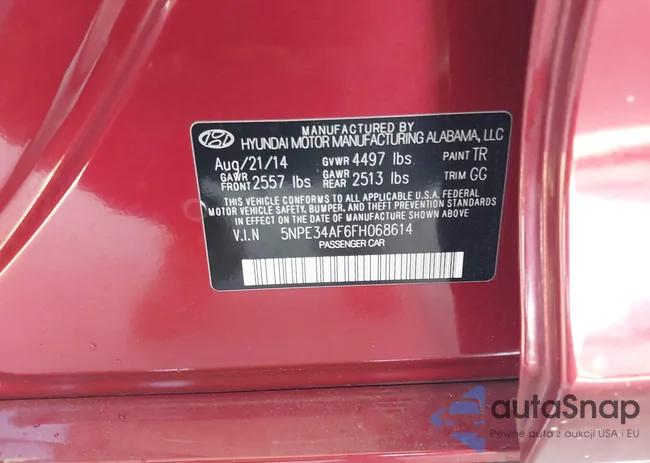 MANUFACTURED BY
HYUNDAI MOTOR MANUFACTURING ALABAMA, LLC
Aug/21/14 GVWR 4497 lbs PAINT TR
GAWR FRONT 2557 lbs GAWR REAR 2513 lbs TRIM GG
THIS VEHICLE CONFORMS TO ALL APPLICABLE U.S.A. FEDERAL
MOTOR VEHICLE SAFETY, BUMPER, AND THEFT PREVENTION STANDARDS
IN EFFECT ON THE DATE OF MANUFACTURE SHOWN ABOVE.
V.I.N 5NPE34AF6FH068614
PASSENGER CAR
autoSnap
Pewne auto z aukcji USA i EU